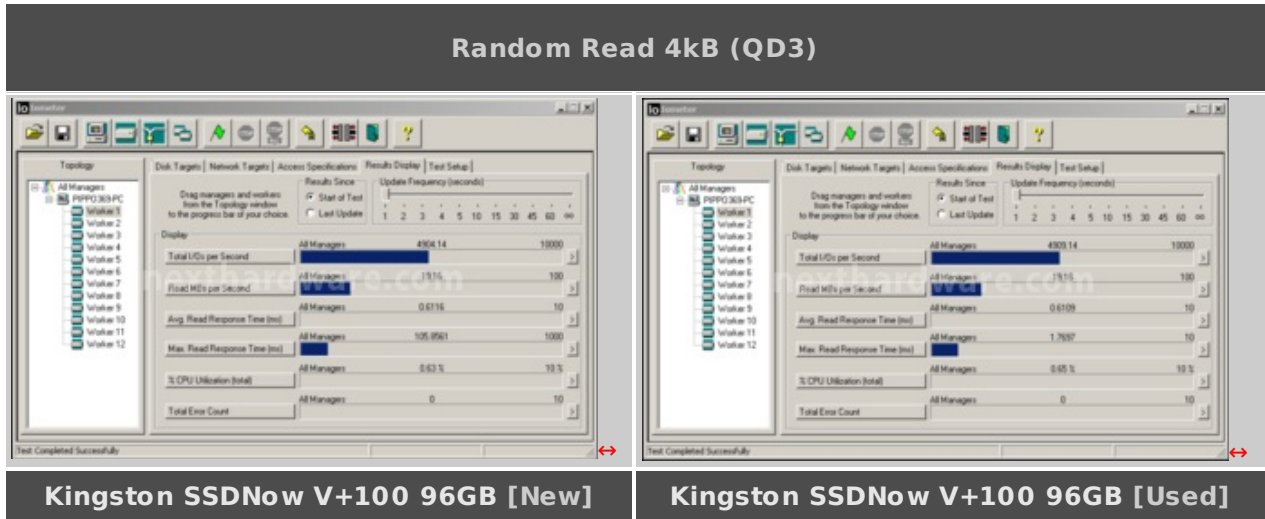 Random Read 4kB (QD3)
Iometer
Topology
All Managers
PIPPO369-PC
Worker 1
Worker 2
Worker 3
Worker 4
Worker 5
Worker 6
Worker 7
Worker 8
Worker 9
Worker 10
Worker 11
Worker 12
Disk Targets Network Targets Access Specifications Results Display Test Setup
Drag managers and workers
from the Topology window
to the progress bar of your choice.
Results Since
Start of Test
Last Update
Update Frequency (seconds)
1 2 3 4 5 10 15 30 45 60 ∞
Display
All Managers 4904.14 10000
Total I/Os per Second
All Managers 19.16 100
Read MBs per Second
All Managers 0.6116 10
Avg. Read Response Time (ms)
All Managers 105.8561 1000
Max. Read Response Time (ms)
All Managers 0.63 % 10 %
% CPU Utilization (total)
All Managers 0 10
Total Error Count
nexthardware.com
Test Completed Successfully
Iometer
Topology
All Managers
PIPPO369-PC
Worker 1
Worker 2
Worker 3
Worker 4
Worker 5
Worker 6
Worker 7
Worker 8
Worker 9
Worker 10
Worker 11
Worker 12
Disk Targets Network Targets Access Specifications Results Display Test Setup
Drag managers and workers
from the Topology window
to the progress bar of your choice.
Results Since
Start of Test
Last Update
Update Frequency (seconds)
1 2 3 4 5 10 15 30 45 60 ∞
Display
All Managers 4909.14 10000
Total I/Os per Second
All Managers 19.16 100
Read MBs per Second
All Managers 0.6109 10
Avg. Read Response Time (ms)
All Managers 1.7697 10
Max. Read Response Time (ms)
All Managers 0.65 % 10 %
% CPU Utilization (total)
All Managers 0 10
Total Error Count
nexthardware.com
Test Completed Successfully
Kingston SSDNow V+100 96GB [New]
Kingston SSDNow V+100 96GB [Used]